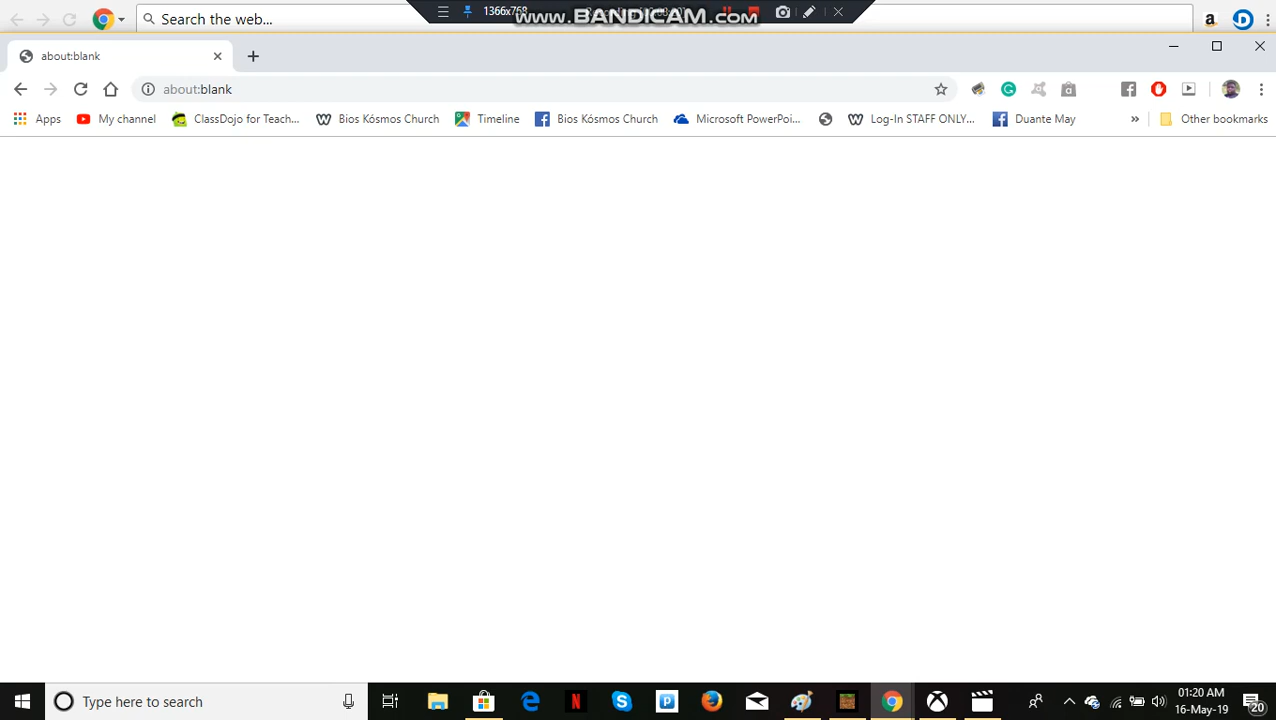 Search the web...
1366x768
www.BANDICAM.com
about:blank
about:blank
Apps
My channel
ClassDojo for Teach...
Bios Kósmos Church
Timeline
Bios Kósmos Church
Microsoft PowerPoi...
Log-In STAFF ONLY...
Duante May
»
Other bookmarks
Type here to search
01:20 AM
16-May-19
20